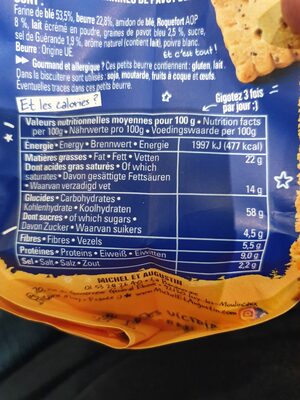 Farine de blé 53,5%, beurre 22,8%, amidon de blé, Roquefort AOP
8 %, lait écrémé en poudre, graines de pavot bleu 2,5 %, sucre,
sel de Guérande 1,9 %, arôme naturel (contient lait), poivre blanc.
Beurre : Origine UE. Et c'est tout !
Gourmand et allergique ? Ces petits beurre contiennent : gluten, lait.
Dans la biscuiterie sont utilisés : soja, moutarde, fruits à coque et œufs.
Eventuelles traces dans ces petits beurre.
Et les calories ?
Gigotez 3 fois
par jour :)
Valeurs nutritionnelles moyennes pour 100 g • Nutrition facts
per 100g • Nährwerte pro 100g • Voedingswaarde per 100g
Énergie • Energy • Brennwert • Energie 1997 kJ (477 kcal)
Matières grasses • Fat • Fett • Vetten 22 g
Dont acides gras saturés • Of which
saturates • Davon gesättigte Fettsäuren
• Waarvan verzadigd vet 14 g
Glucides • Carbohydrates •
Kohlenhydrate • Koolhydraten 58 g
Dont sucres • of which sugars •
Davon Zucker • Waarvan suikers 4,5 g
Fibres • Fibres • Vezels 5,5 g
Protéines • Proteins • Eiweiß • Eiwitten 9,0 g
Sel • Salt • Salz • Zout 2,2 g
MICHEL ET AUGUSTIN